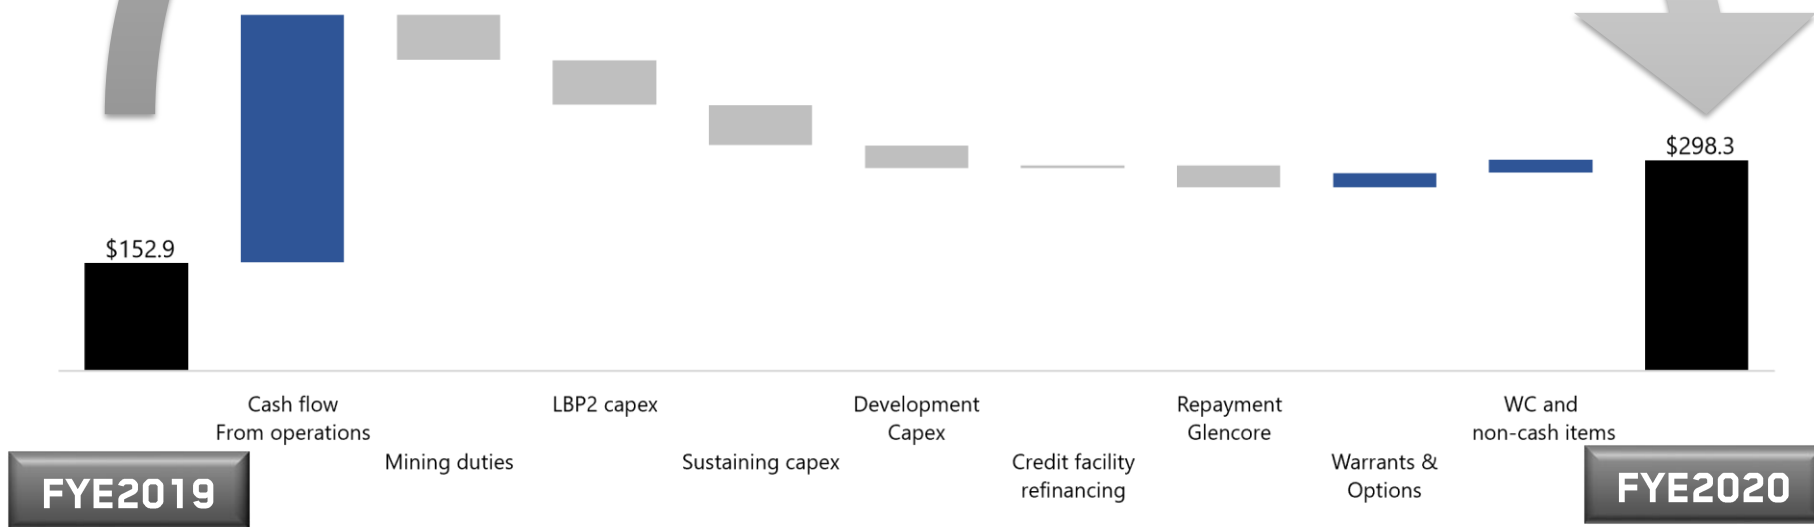 $298.3
$152.9
Cash flow
From operations
Mining duties
LBP2 capex
Sustaining capex
Development
Capex
Credit facility
refinancing
Repayment
Glencore
Warrants &
Options
WC and
non-cash items
FYE2019
FYE2020